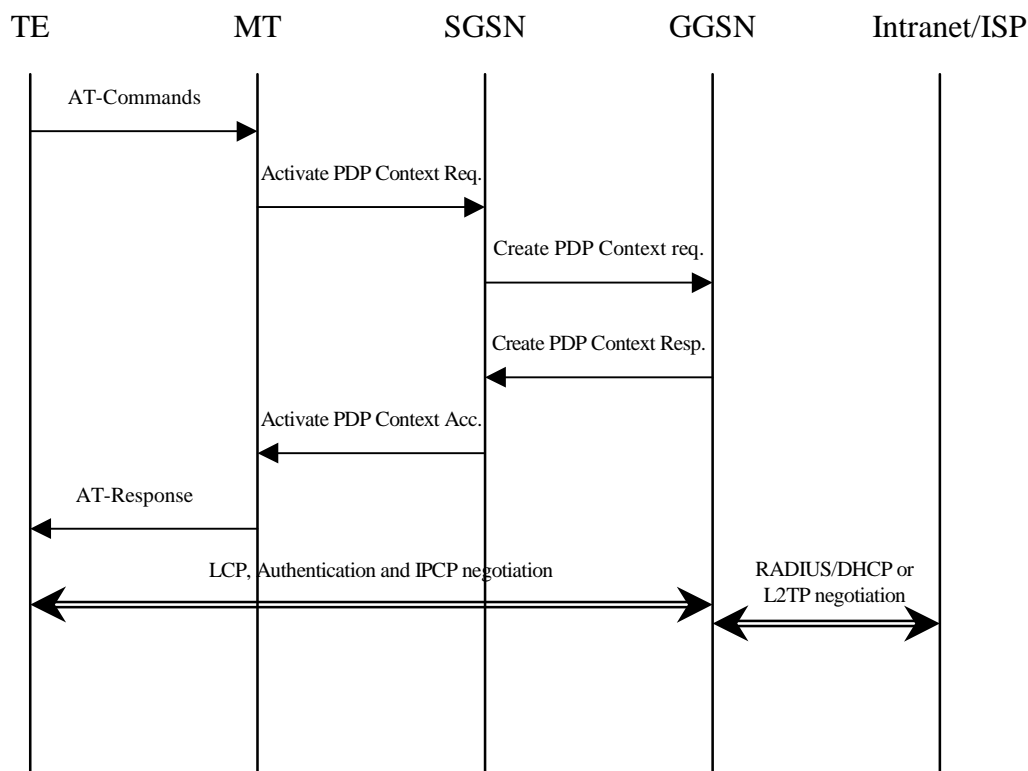 TE MT SGSN GGSN Intranet/ISP
AT-Commands
Activate PDP Context Req.
Create PDP Context req.
Create PDP Context Resp.
Activate PDP Context Acc.
AT-Response
LCP, Authentication and IPCP negotiation
RADIUS/DHCP or
L2TP negotiation